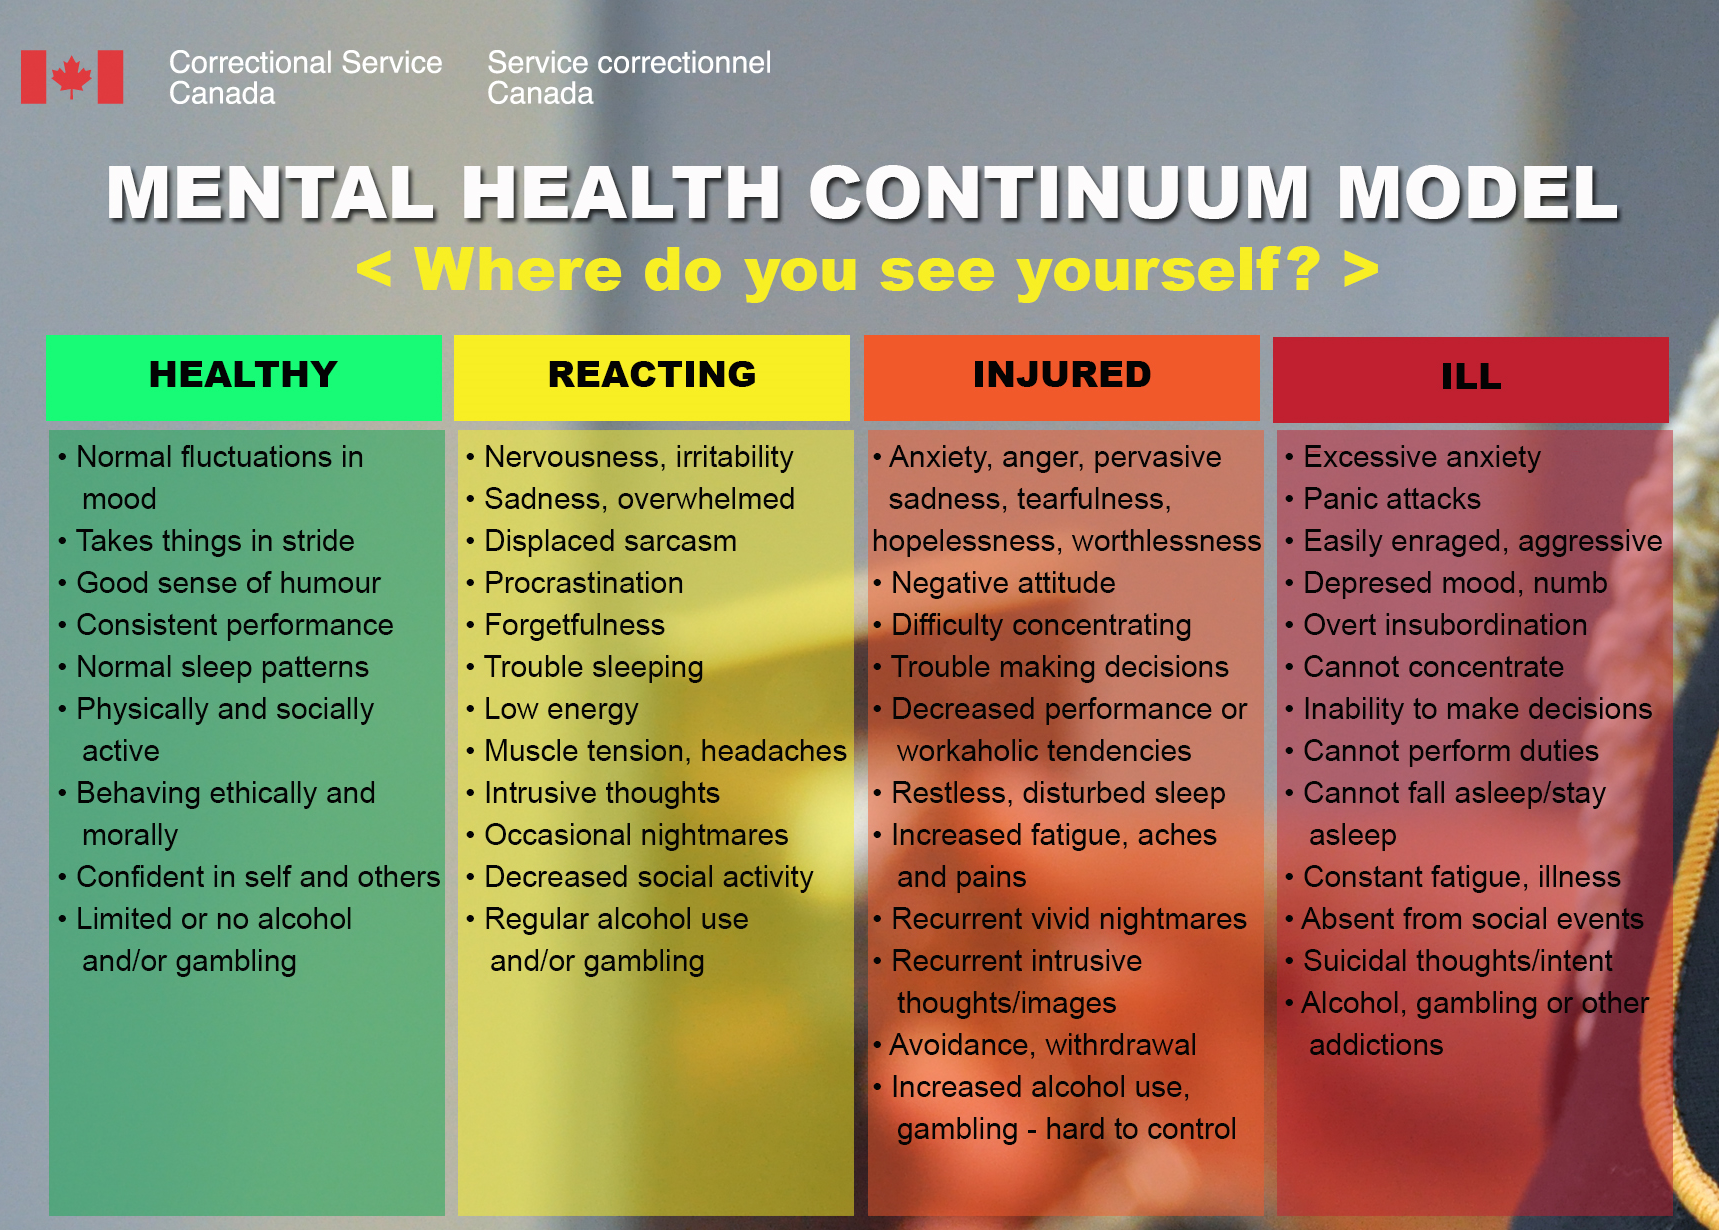 Correctional Service
Canada
Service correctionnel
Canada
MENTAL HEALTH CONTINUUM MODEL
< Where do you see yourself? >
HEALTHY
• Normal fluctuations in
mood
• Takes things in stride
• Good sense of humour
• Consistent performance
• Normal sleep patterns
• Physically and socially
active
• Behaving ethically and
morally
• Confident in self and others
• Limited or no alcohol
and/or gambling
REACTING
• Nervousness, irritability
• Sadness, overwhelmed
• Displaced sarcasm
• Procrastination
• Forgetfulness
• Trouble sleeping
• Low energy
• Muscle tension, headaches
• Intrusive thoughts
• Occasional nightmares
• Decreased social activity
• Regular alcohol use
and/or gambling
INJURED
• Anxiety, anger, pervasive
sadness, tearfulness,
hopelessness, worthlessness
• Negative attitude
• Difficulty concentrating
• Trouble making decisions
• Decreased performance or
workaholic tendencies
• Restless, disturbed sleep
• Increased fatigue, aches
and pains
• Recurrent vivid nightmares
• Recurrent intrusive
thoughts/images
• Avoidance, withrdrawal
• Increased alcohol use,
gambling - hard to control
ILL
• Excessive anxiety
• Panic attacks
• Easily enraged, aggressive
• Depresed mood, numb
• Overt insubordination
• Cannot concentrate
• Inability to make decisions
• Cannot perform duties
• Cannot fall asleep/stay
asleep
• Constant fatigue, illness
• Absent from social events
• Suicidal thoughts/intent
• Alcohol, gambling or other
addictions